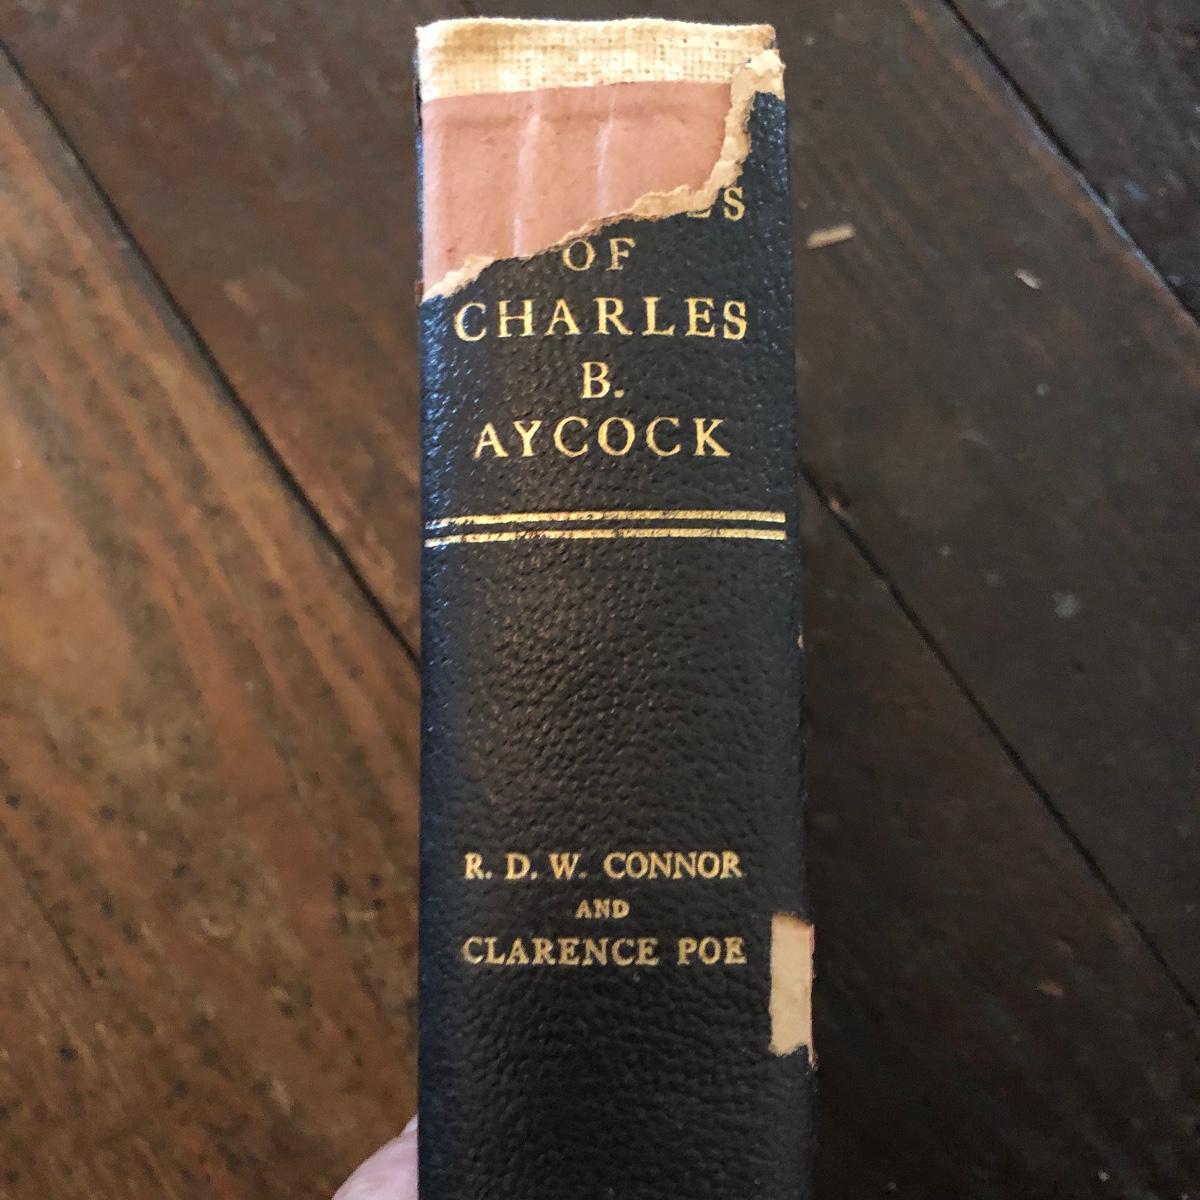 OF
CHARLES
B.
AYCOCK
R. D. W. CONNOR
AND
CLARENCE POE